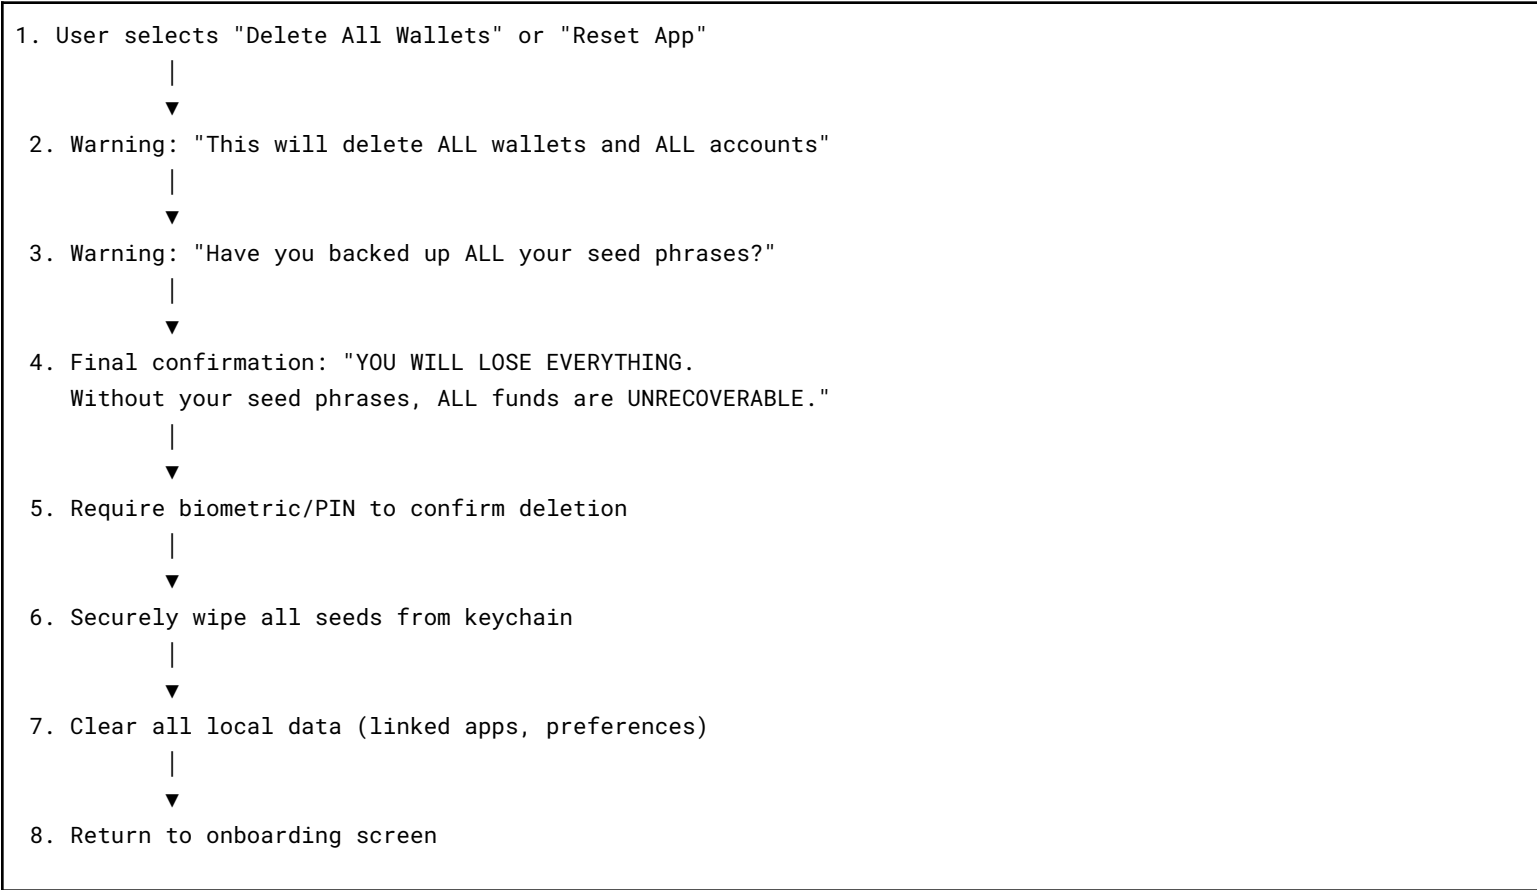 1. User selects "Delete All Wallets" or "Reset App"
2. Warning: "This will delete ALL wallets and ALL accounts"
3. Warning: "Have you backed up ALL your seed phrases?"
4. Final confirmation: "YOU WILL LOSE EVERYTHING.
Without your seed phrases, ALL funds are UNRECOVERABLE."
5. Require biometric/PIN to confirm deletion
6. Securely wipe all seeds from keychain
7. Clear all local data (linked apps, preferences)
8. Return to onboarding screen